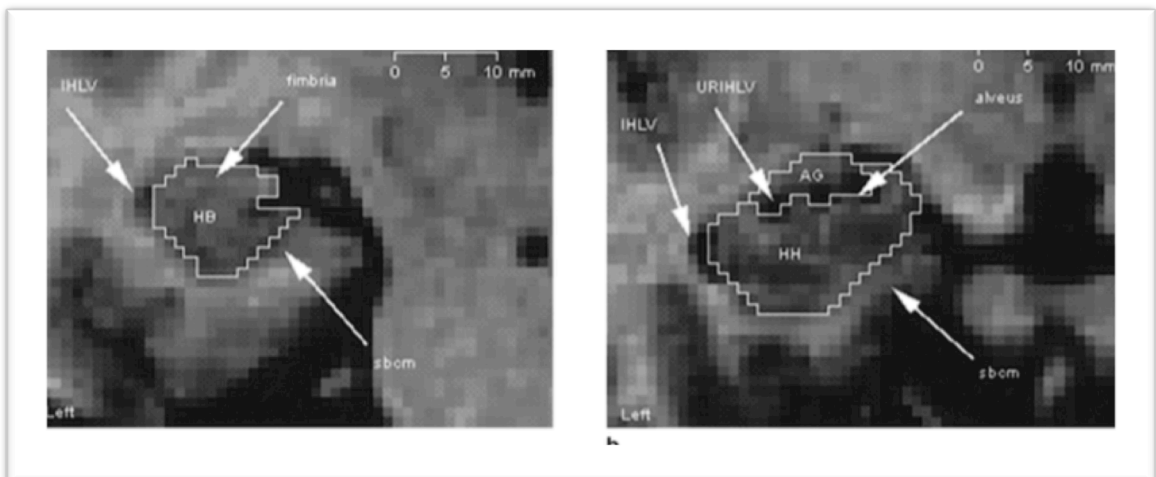 0 5 10 mm
IHLV
fimbria
HB
sbcm
Left
0 5 10 mm
URIHLV
alveus
IHLV
AG
HH
sbcm
Left